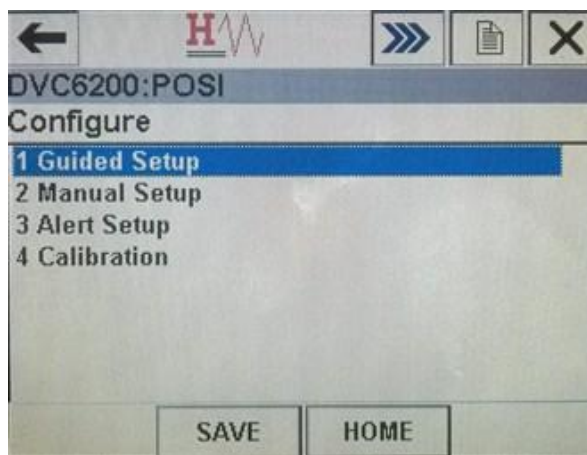 H
DVC6200:POSI
Configure
1 Guided Setup
2 Manual Setup
3 Alert Setup
4 Calibration
SAVE HOME